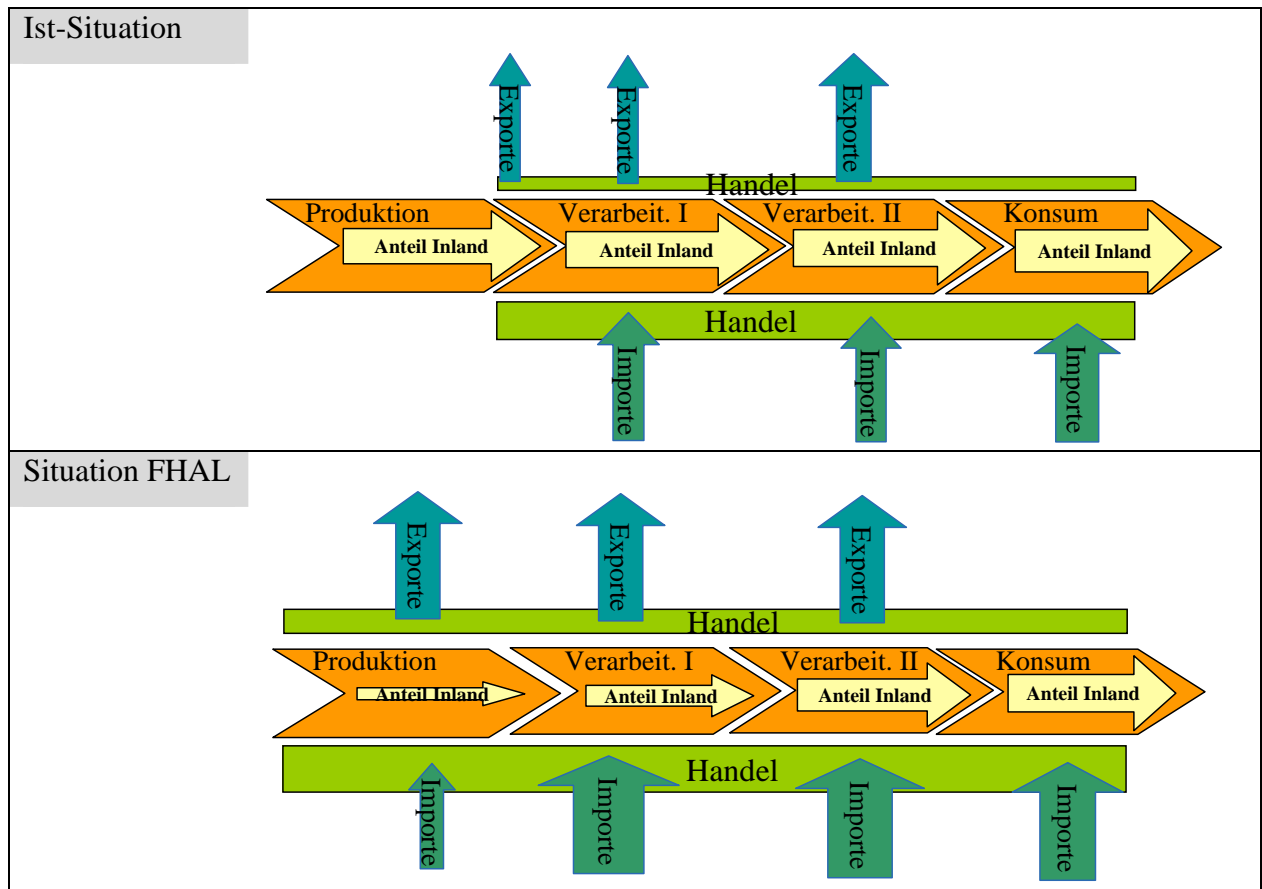 Ist-Situation
Exporte
Exporte
Exporte
Handel
Produktion
Verarbeit. I
Verarbeit. II
Konsum
Anteil Inland
Anteil Inland
Anteil Inland
Anteil Inland
Handel
Importe
Importe
Importe
Situation FHAL
Exporte
Exporte
Exporte
Handel
Produktion
Verarbeit. I
Verarbeit. II
Konsum
Anteil Inland
Anteil Inland
Anteil Inland
Anteil Inland
Handel
Importe
Importe
Importe
Importe